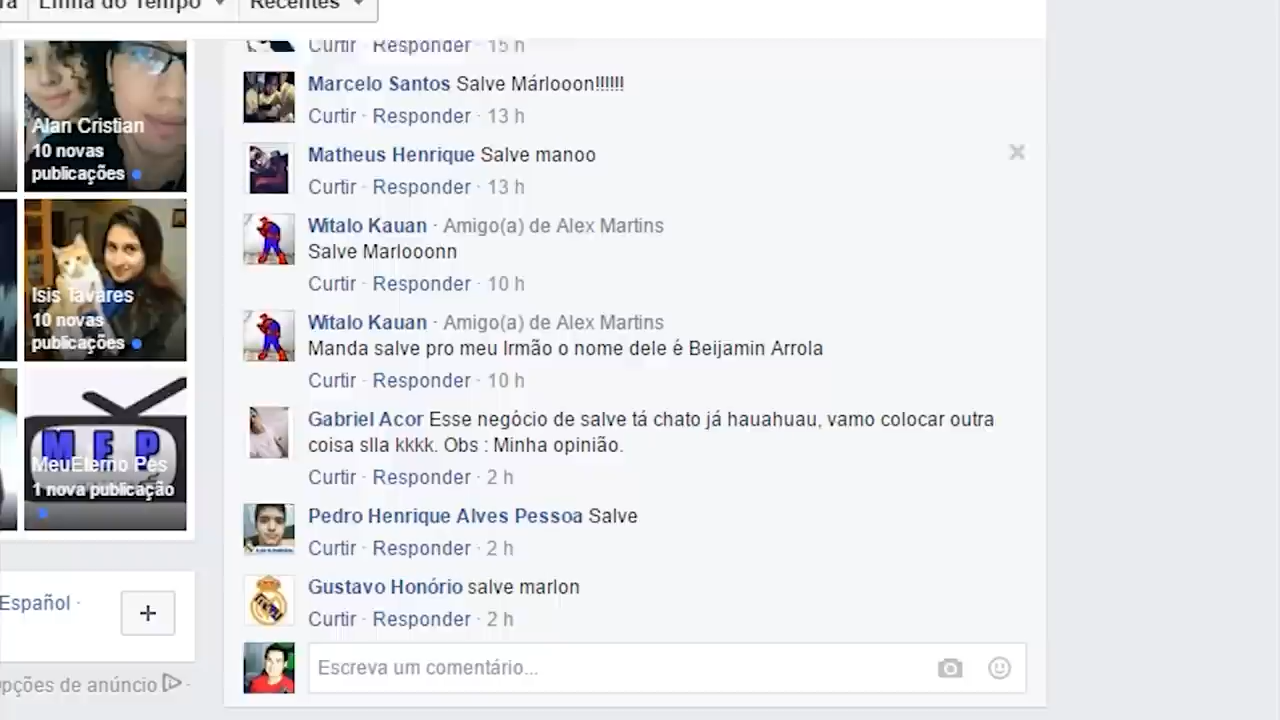 Linha do Tempo
Recentes
Alan Cristian
10 novas
publicações
Isis Tavares
10 novas
publicações
M E P
MeuEterno Pes
1 nova publicação
Español ·
+
pções de anúncio
Curtir · Responder · 15 h
Marcelo Santos Salve Márlooon!!!!!!
Curtir · Responder · 13 h
Matheus Henrique Salve manoo
Curtir · Responder · 13 h
Witalo Kauan · Amigo(a) de Alex Martins
Salve Marlooonn
Curtir · Responder · 10 h
Witalo Kauan · Amigo(a) de Alex Martins
Manda salve pro meu Irmão o nome dele é Beijamin Arrola
Curtir · Responder · 10 h
Gabriel Acor Esse negócio de salve tá chato já hauahuau, vamo colocar outra
coisa slla kkkk. Obs : Minha opinião.
Curtir · Responder · 2 h
Pedro Henrique Alves Pessoa Salve
Curtir · Responder · 2 h
Gustavo Honório salve marlon
Curtir · Responder · 2 h
Escreva um comentário...